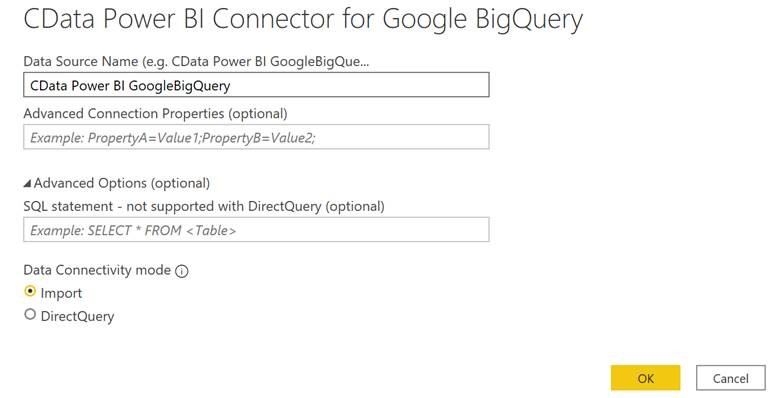 CData Power BI Connector for Google BigQuery
Data Source Name (e.g. CData Power BI GoogleBigQue...
CData Power BI GoogleBigQuery
Advanced Connection Properties (optional)
Example: PropertyA=Value1;PropertyB=Value2;
Advanced Options (optional)
SQL statement - not supported with DirectQuery (optional)
Example: SELECT * FROM <Table>
Data Connectivity mode
Import
DirectQuery
OK Cancel